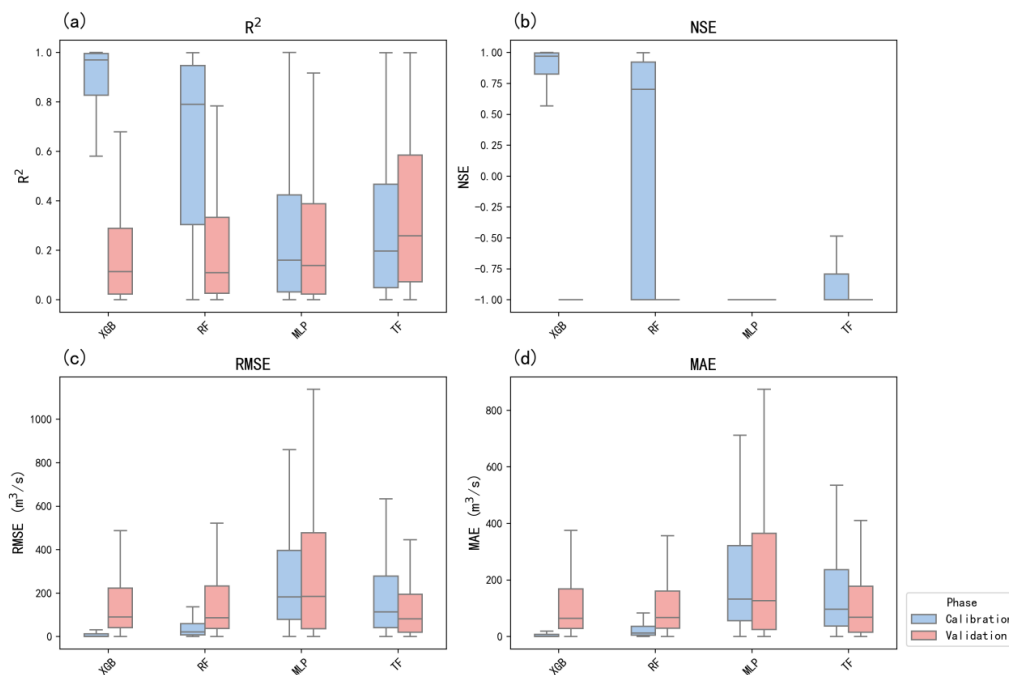 (a)
R²
1.0
0.8
0.6
0.4
0.2
0.0
R²
XGB
RF
MLP
TF
(b)
NSE
1.00
0.75
0.50
0.25
0.00
−0.25
−0.50
−0.75
−1.00
NSE
XGB
RF
MLP
TF
(c)
RMSE
1000
800
600
400
200
0
RMSE (m³/s)
XGB
RF
MLP
TF
(d)
MAE
800
600
400
200
0
MAE (m³/s)
XGB
RF
MLP
TF
Phase
Calibration
Validation